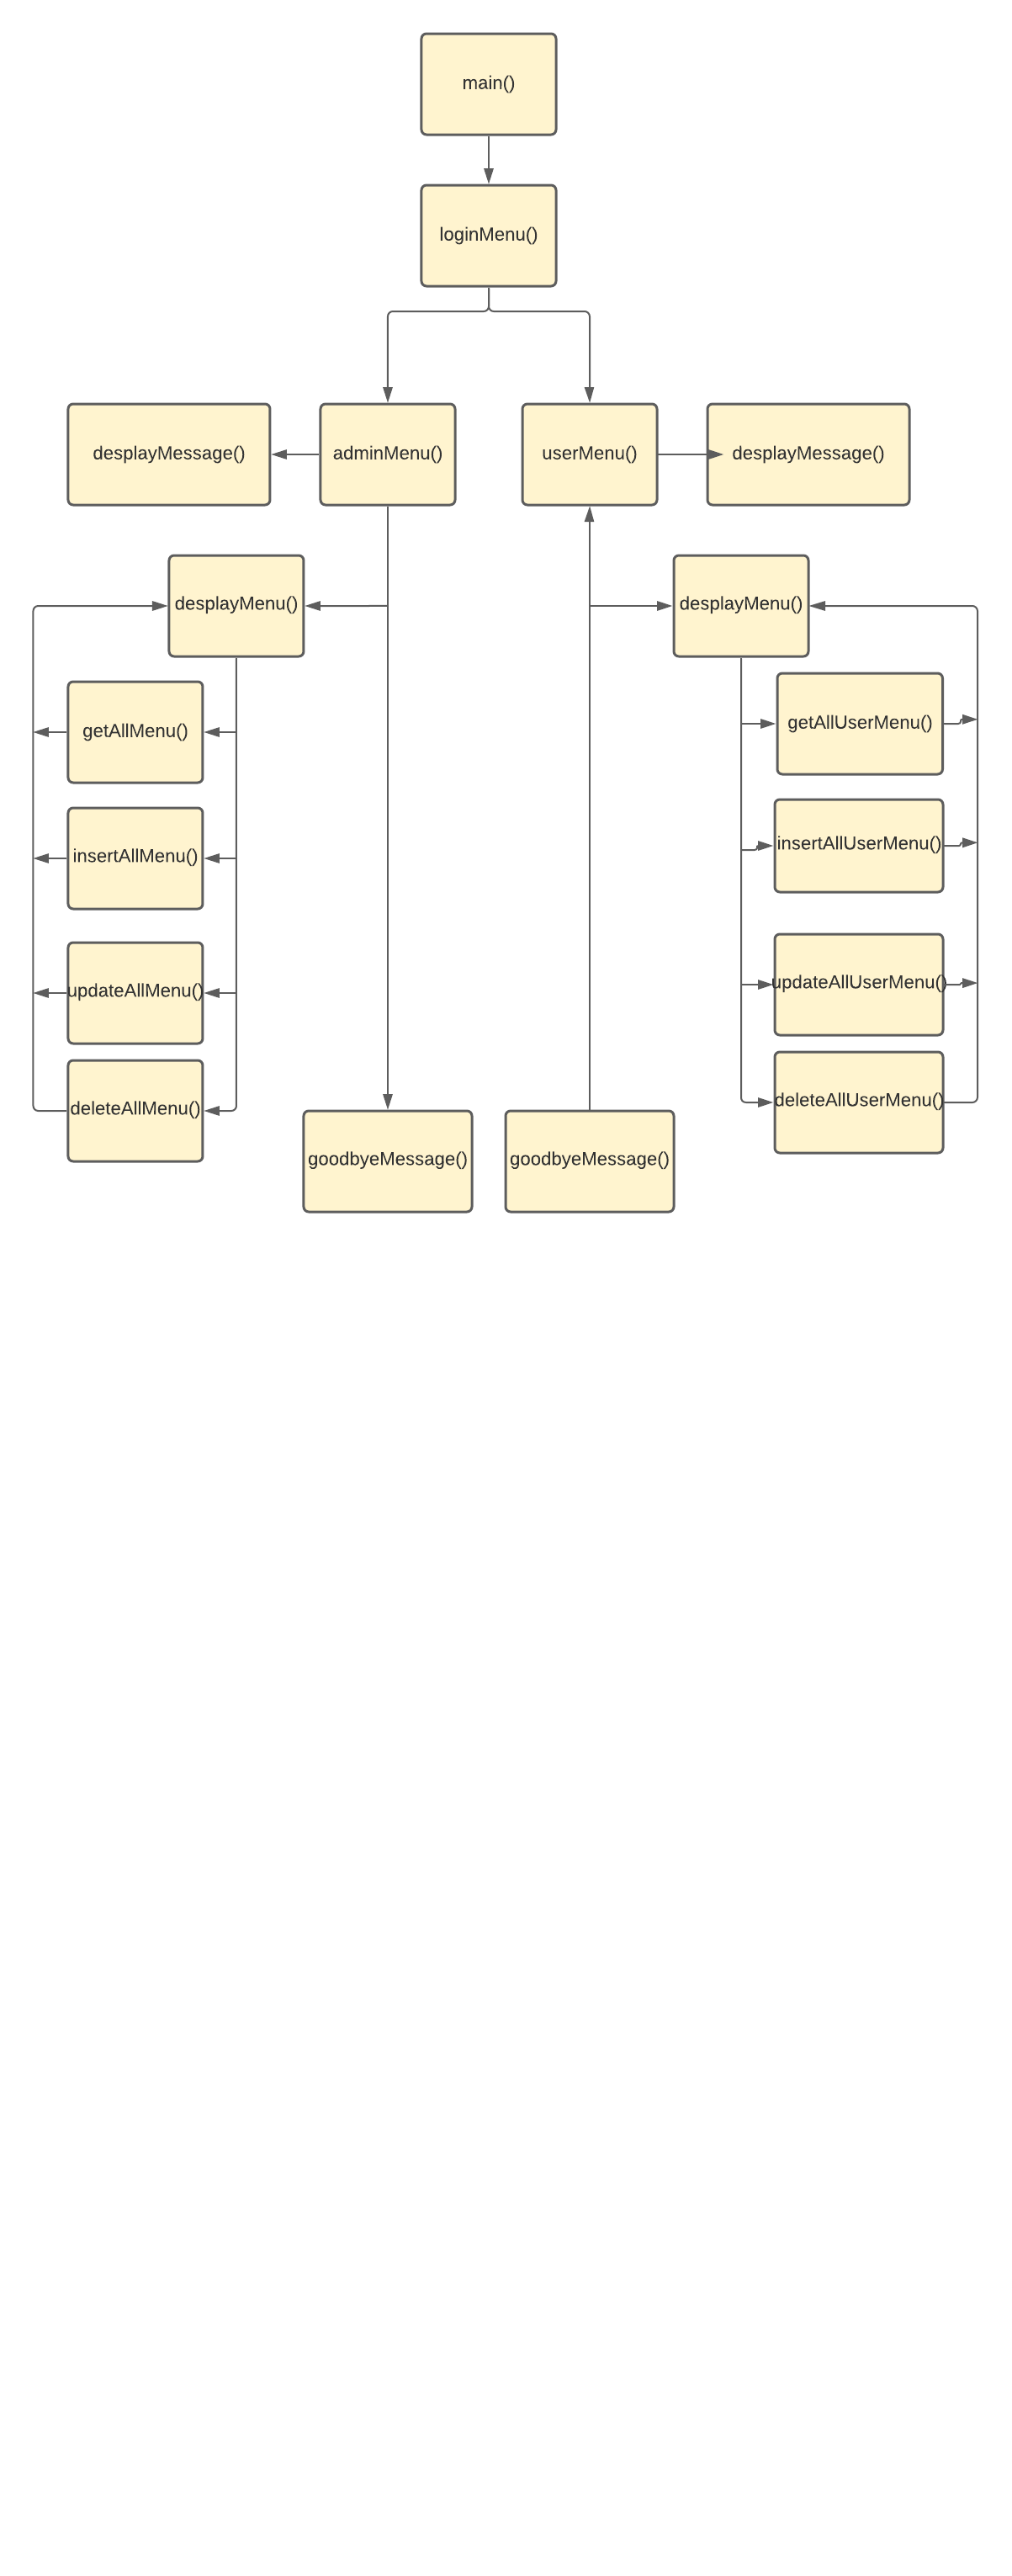 main()
loginMenu()
desplayMessage()
adminMenu()
userMenu()
desplayMessage()
desplayMenu()
desplayMenu()
getAllMenu()
getAllUserMenu()
insertAllMenu()
insertAllUserMenu()
updateAllMenu()
updateAllUserMenu()
deleteAllMenu()
deleteAllUserMenu()
goodbyeMessage()
goodbyeMessage()